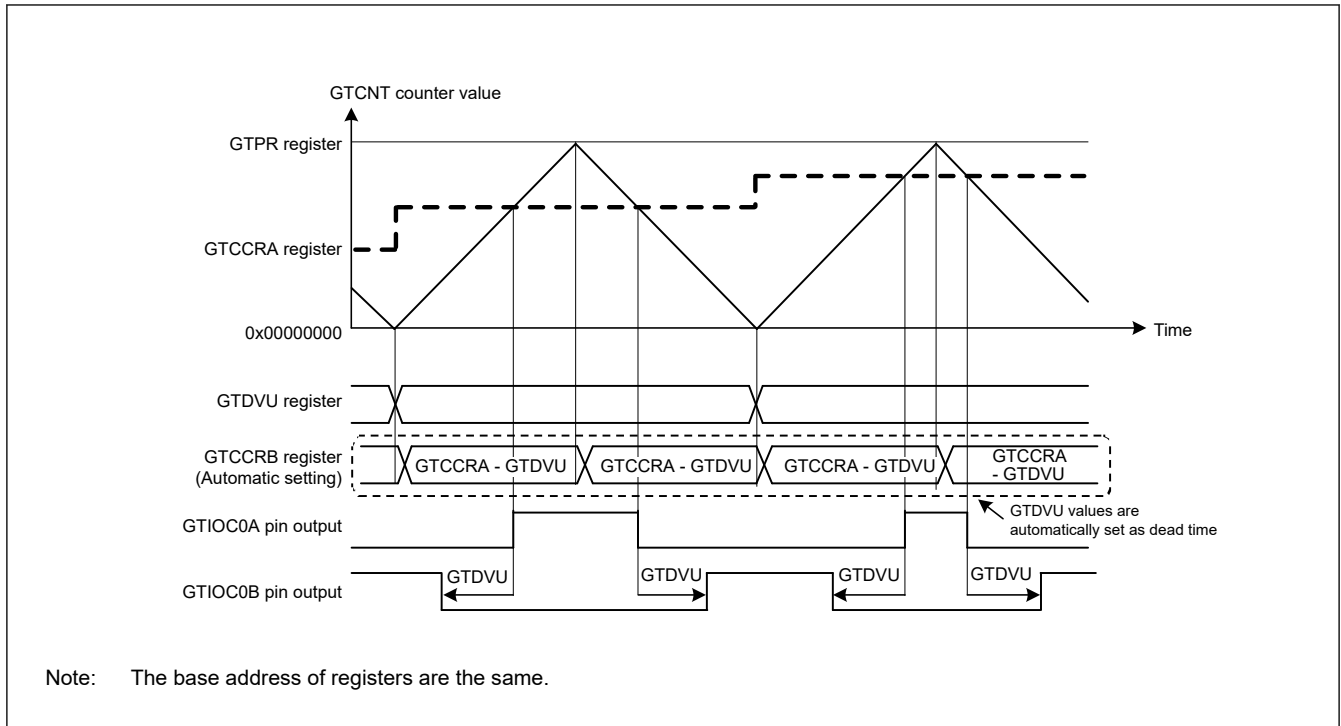 GTCNT counter value
GTPR register
GTCCRA register
0x00000000
Time
GTDVU register
GTCCRB register
(Automatic setting)
GTCCRA - GTDVU
GTCCRA - GTDVU
GTCCRA - GTDVU
GTCCRA
- GTDVU
GTDVU values are
automatically set as dead time
GTIOC0A pin output
GTIOC0B pin output
GTDVU
GTDVU
GTDVU
GTDVU
Note: The base address of registers are the same.